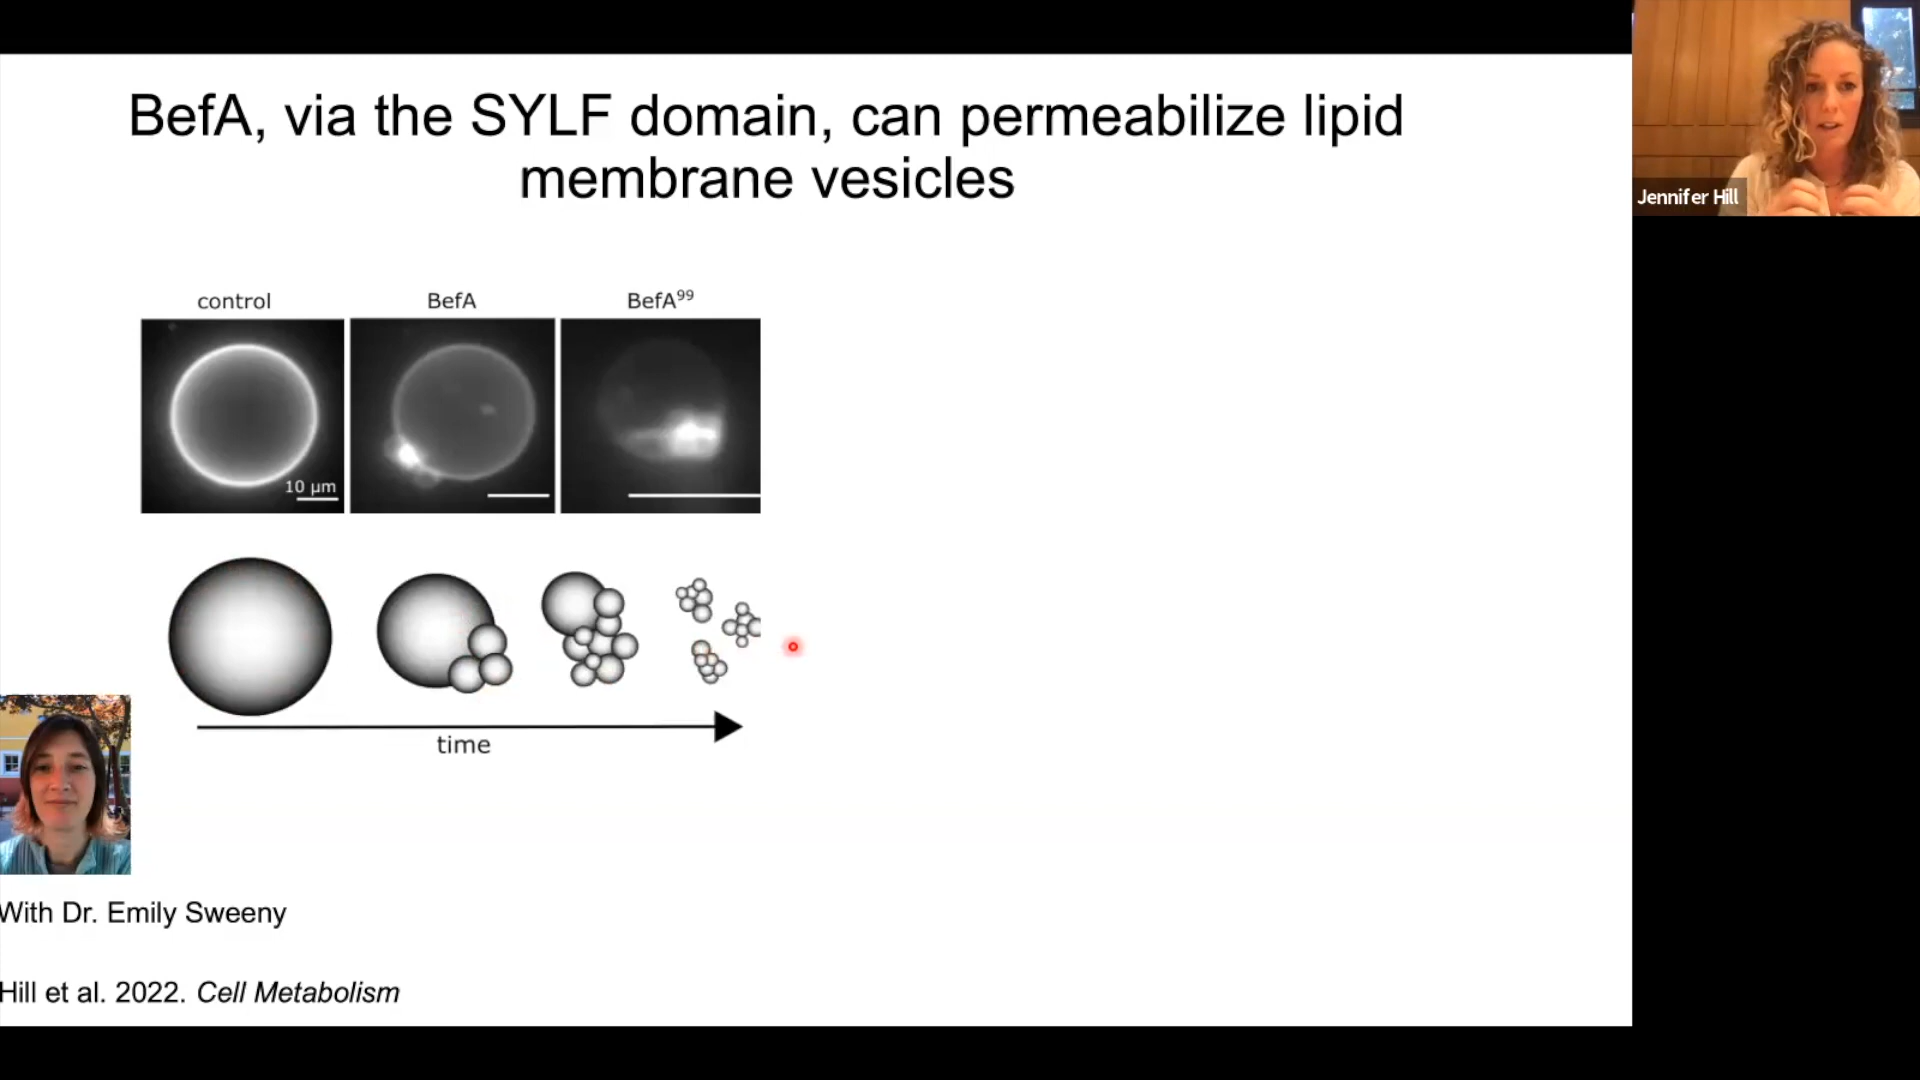 BefA, via the SYLF domain, can permeabilize lipid
membrane vesicles
Jennifer Hill
control
BefA
BefA⁹⁹
10 µm
time
With Dr. Emily Sweeny
Hill et al. 2022. Cell Metabolism